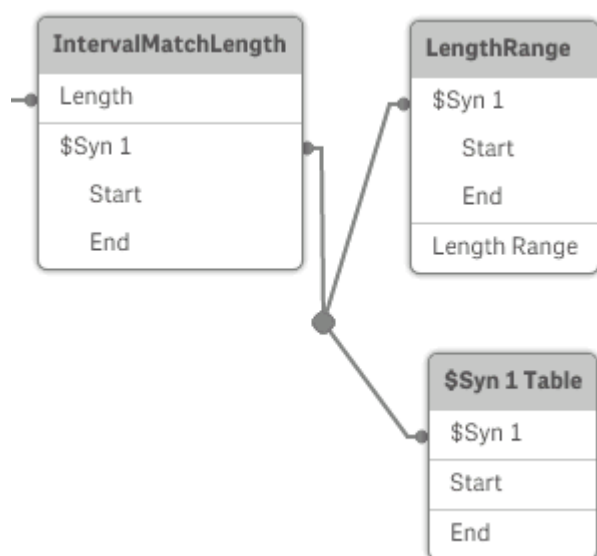 IntervalMatchLength
Length
$Syn 1
Start
End
LengthRange
$Syn 1
Start
End
Length Range
$Syn 1 Table
$Syn 1
Start
End